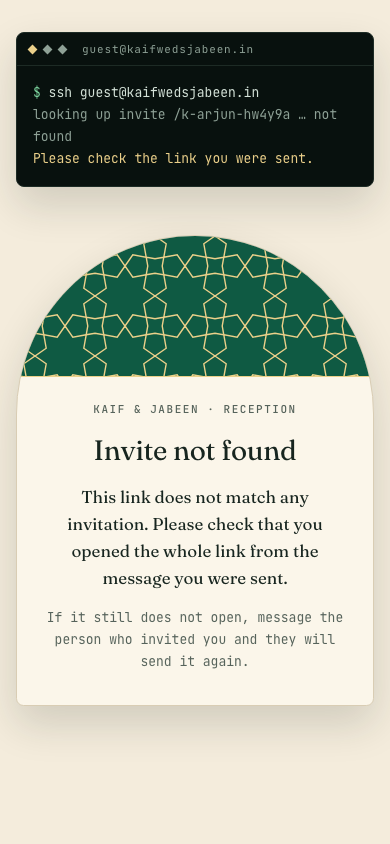 guest@kaifwedsjabeen.in
$ ssh guest@kaifwedsjabeen.in
looking up invite /k-arjun-hw4y9a … not
found
Please check the link you were sent.
KAIF & JABEEN · RECEPTION
Invite not found
This link does not match any
invitation. Please check that you
opened the whole link from the
message you were sent.
If it still does not open, message the
person who invited you and they will
send it again.